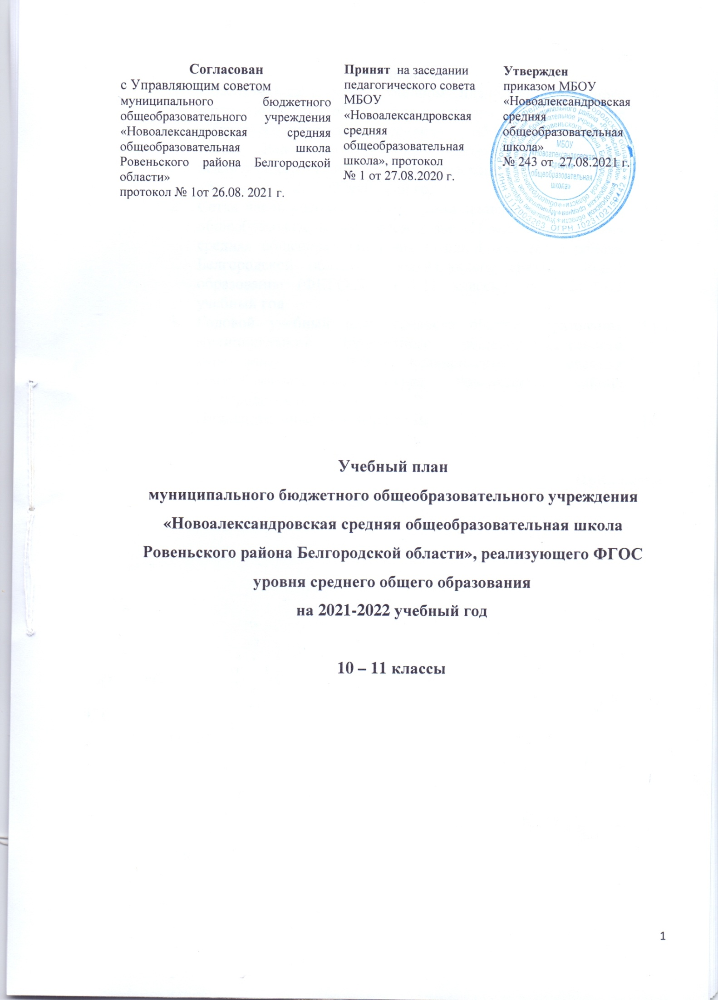 Согласован
с Управляющим советом
муниципального бюджетного
общеобразовательного учреждения
«Новоалександровская средняя
общеобразовательная школа
Ровеньского района Белгородской
области»
протокол № 1от 26.08. 2021 г.
Принят на заседании
педагогического совета
МБОУ
«Новоалександровская
средняя
общеобразовательная
школа», протокол
№ 1 от 27.08.2020 г.
Утвержден
приказом МБОУ
«Новоалександровская
средняя
общеобразовательная
школа»
№ 243 от 27.08.2021 г.
МБОУ
«Новоалександровская
средняя
общеобразовательная
школа»
ИНН 3117003263 ОГРН
Учебный план
муниципального бюджетного общеобразовательного учреждения
«Новоалександровская средняя общеобразовательная школа
Ровеньского района Белгородской области», реализующего ФГОС
уровня среднего общего образования
на 2021-2022 учебный год
10 – 11 классы
1